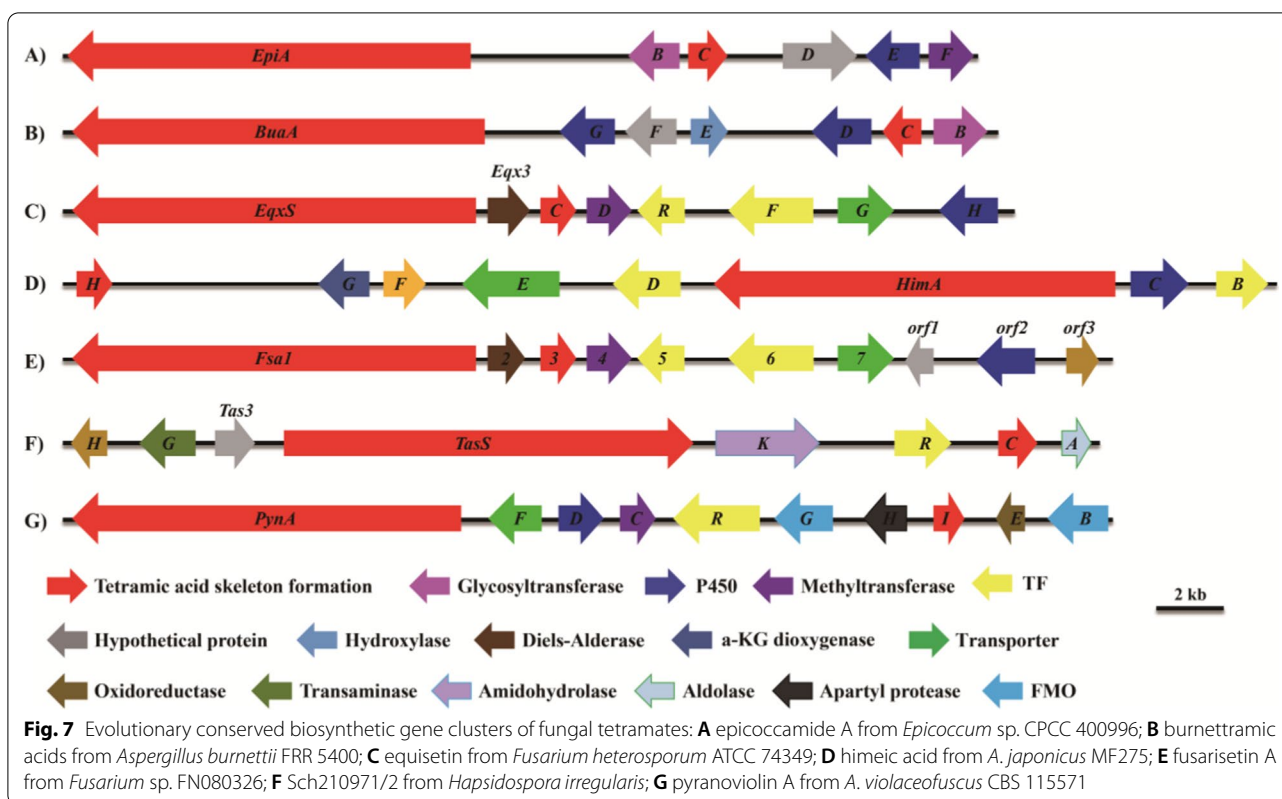 A) EpiA B C D E F
B) BuaA G F E D C B
Eqx3
C) EqxS C D R F G H
D) H G F E D HimA C B
orf1 orf2 orf3
E) Fsa1 2 3 4 5 6 7
Tas3
F) H G TasS K R C A
G) PynA F D C R G H I E B
Tetramic acid skeleton formation Glycosyltransferase P450 Methyltransferase TF
2 kb
Hypothetical protein Hydroxylase Diels-Alderase a-KG dioxygenase Transporter
Oxidoreductase Transaminase Amidohydrolase Aldolase Apartyl protease FMO
Fig. 7 Evolutionary conserved biosynthetic gene clusters of fungal tetramates: A epicoccamide A from Epicoccum sp. CPCC 400996; B burnettramic
acids from Aspergillus burnettii FRR 5400; C equisetin from Fusarium heterosporum ATCC 74349; D himeic acid from A. japonicus MF275; E fusarisetin A
from Fusarium sp. FN080326; F Sch210971/2 from Hapsidospora irregularis; G pyranoviolin A from A. violaceofuscus CBS 115571